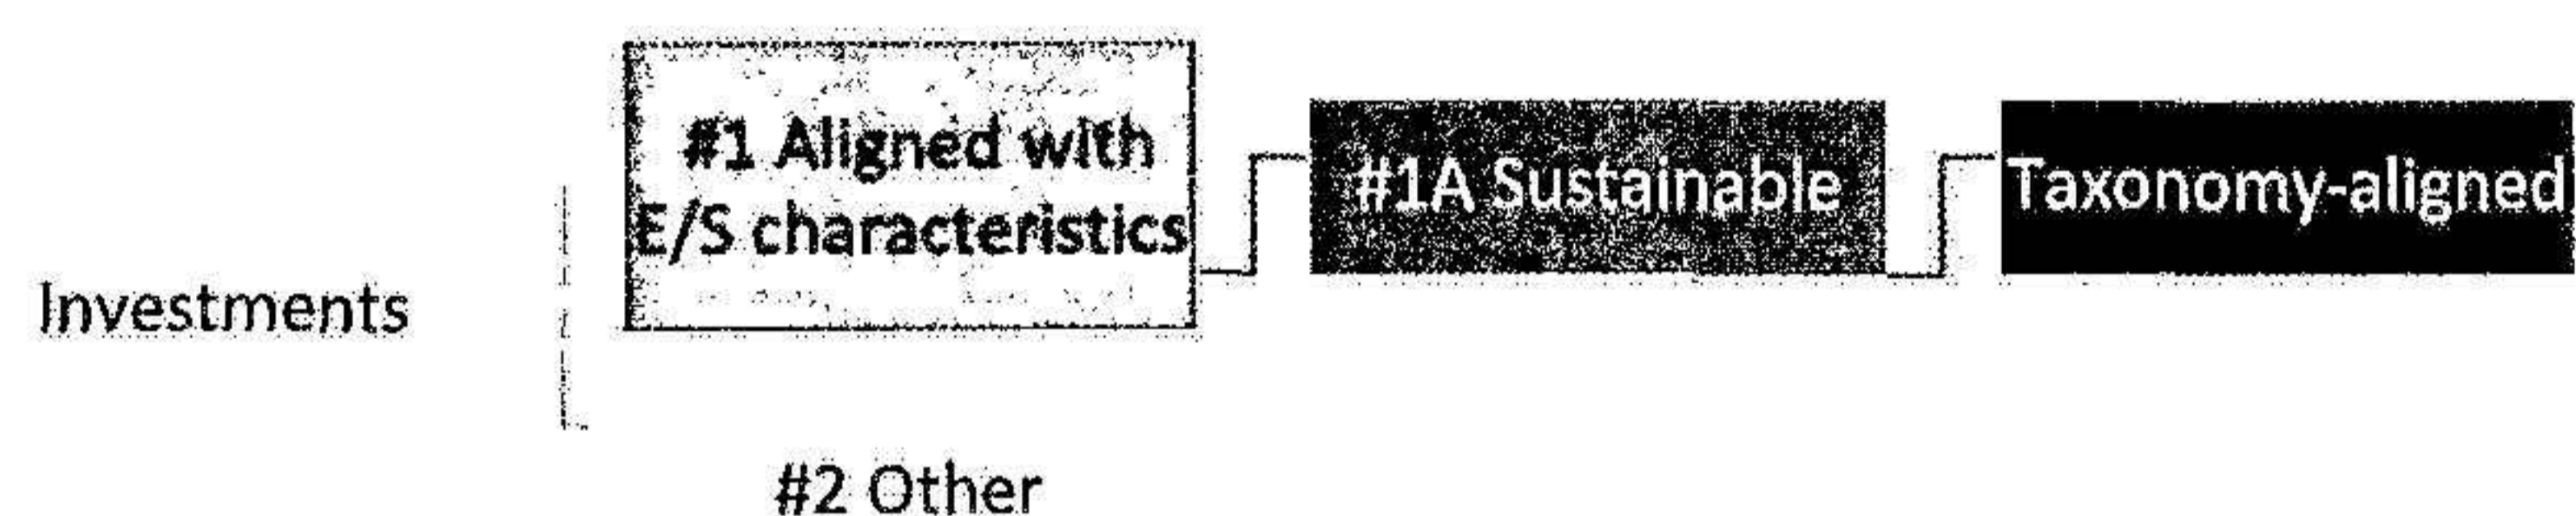 #1 Aligned with
E/S characteristics
#1A Sustainable
Taxonomy-aligned
Investments
#2 Other